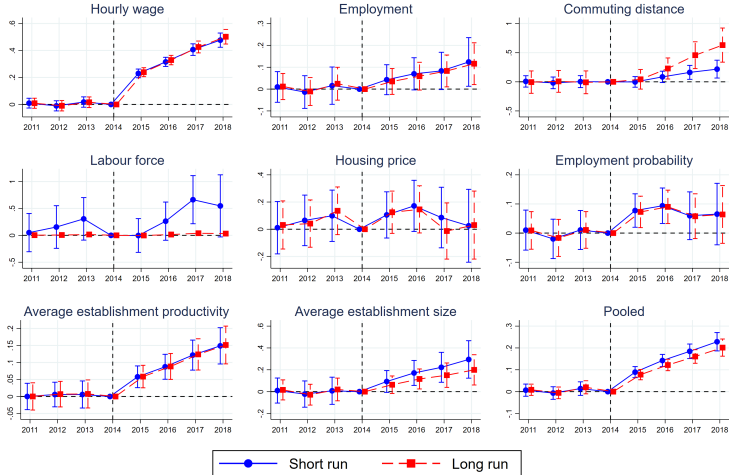 Hourly wage
.6
.4
.2
0
2011 2012 2013 2014 2015 2016 2017 2018
Employment
.3
.2
.1
0
-.1
2011 2012 2013 2014 2015 2016 2017 2018
Commuting distance
1
.5
0
-.5
2011 2012 2013 2014 2015 2016 2017 2018
Labour force
1
.5
0
-.5
2011 2012 2013 2014 2015 2016 2017 2018
Housing price
.4
.2
0
-.2
2011 2012 2013 2014 2015 2016 2017 2018
Employment probability
.2
.1
0
-.1
2011 2012 2013 2014 2015 2016 2017 2018
Average establishment productivity
.2
.15
.1
.05
0
-.05
2011 2012 2013 2014 2015 2016 2017 2018
Average establishment size
.6
.4
.2
0
-.2
2011 2012 2013 2014 2015 2016 2017 2018
Pooled
.3
.2
.1
0
-.1
2011 2012 2013 2014 2015 2016 2017 2018
Short run Long run